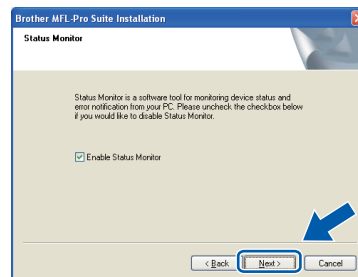 Brother MFL-Pro Suite Installation
Status Monitor
Status Monitor is a software tool for monitoring device status and
error notification from your PC. Please uncheck the checkbox below
if you would like to disable Status Monitor.
Enable Status Monitor
< Back
Next >
Cancel